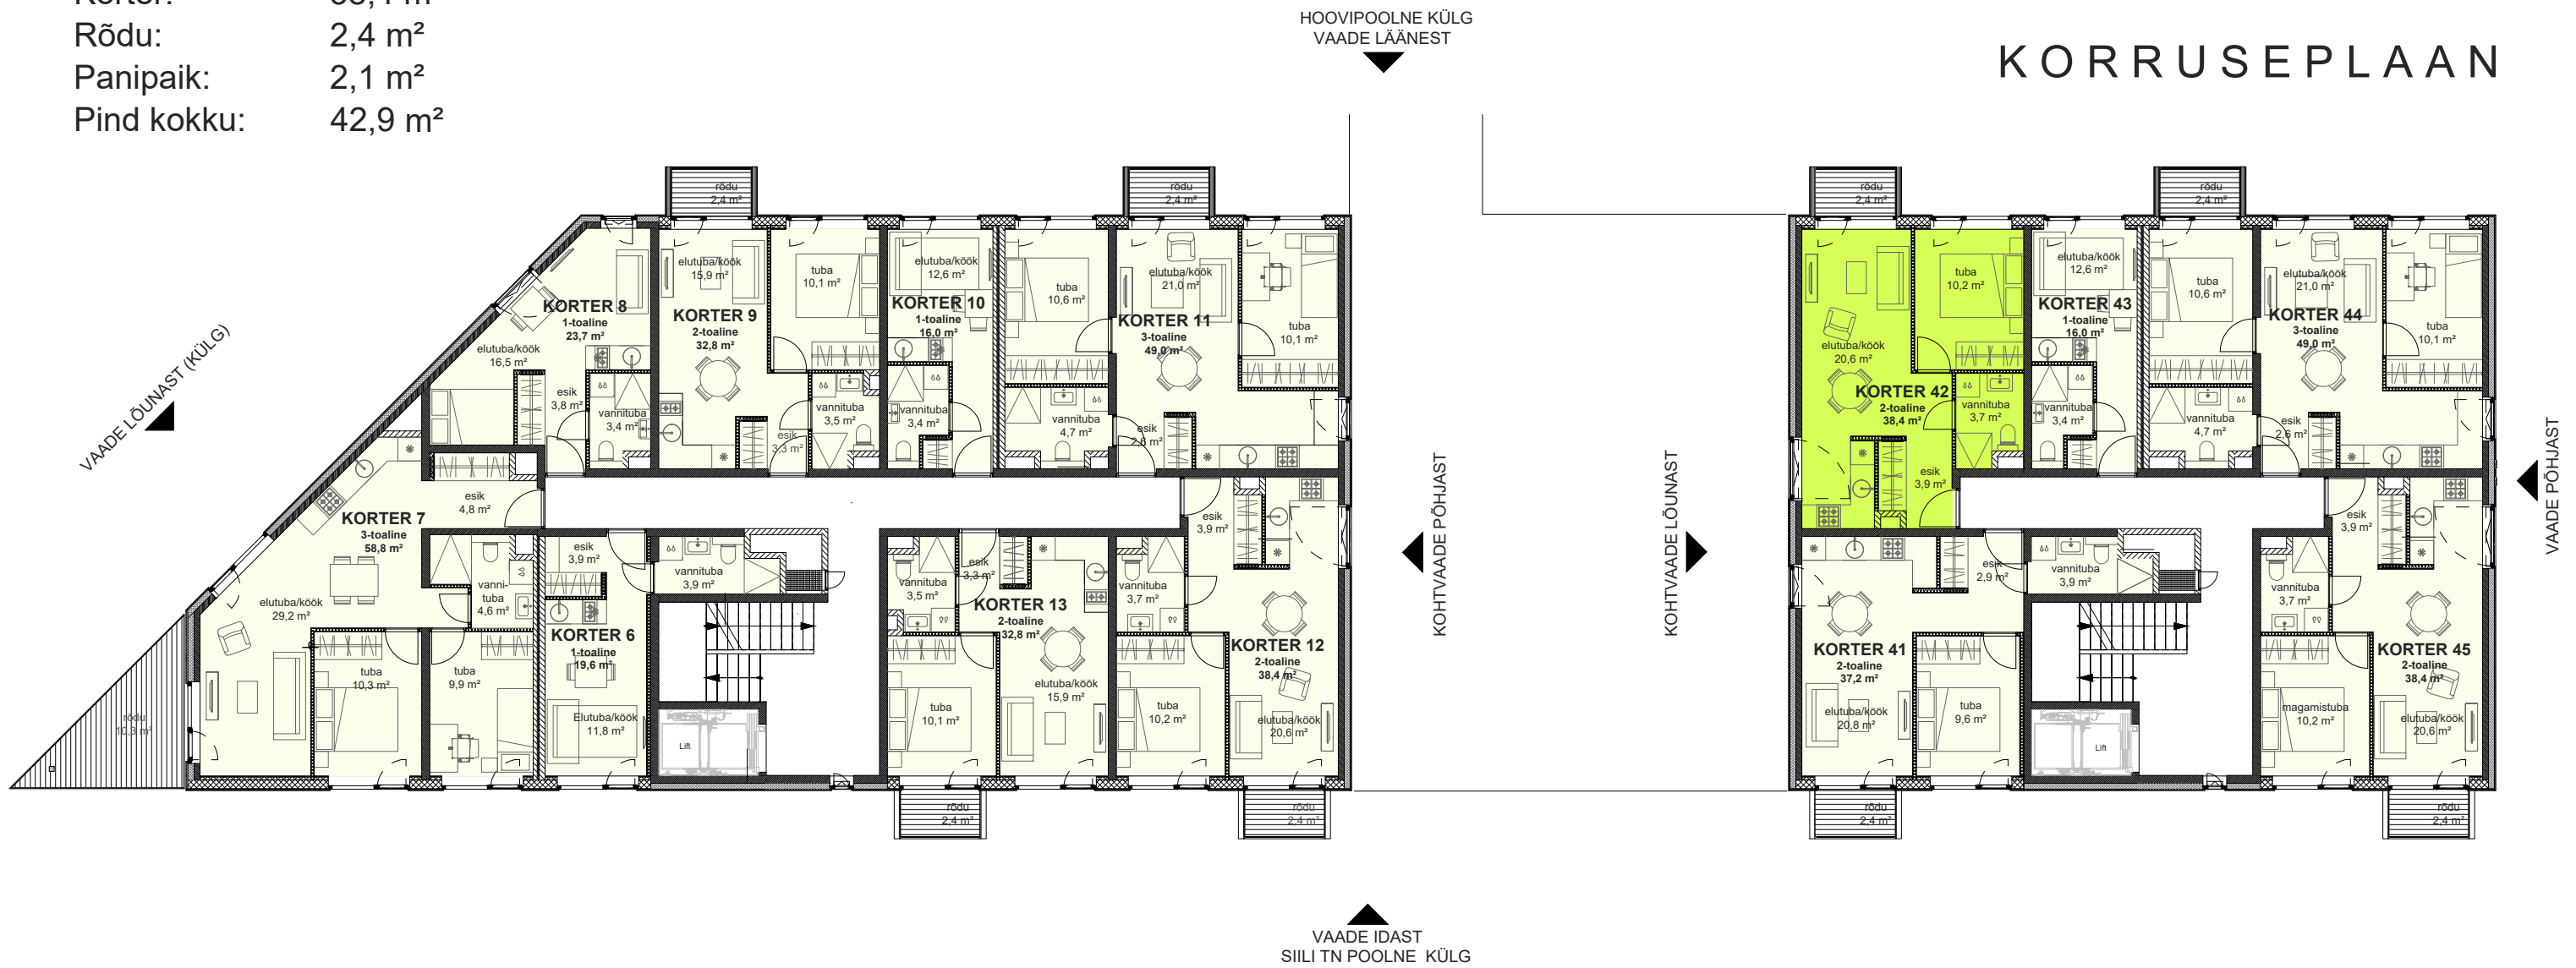 Korter:
Rõdu: 2,4 m²
Panipaik: 2,1 m²
Pind kokku: 42,9 m²
HOOVIPOOLNE KÜLG
VAADE LÄÄNEST
KORRUSEPLAAN
VAADE LÕUNAST (KÜLG)
KORTER 8
1-toaline
23,7 m²
elutuba/köök
16,5 m²
esik
3,8 m²
vannituba
3,4 m²
rõdu
2,4 m²
elutuba/köök
15,9 m²
KORTER 9
2-toaline
32,8 m²
tuba
10,1 m²
vannituba
3,5 m²
esik
3,3 m²
elutuba/köök
12,6 m²
KORTER 10
1-toaline
16,0 m²
vannituba
3,4 m²
rõdu
2,4 m²
tuba
10,6 m²
elutuba/köök
21,0 m²
KORTER 11
3-toaline
49,0 m²
tuba
10,1 m²
vannituba
4,7 m²
esik
2,6 m²
KORTER 7
3-toaline
58,8 m²
esik
4,8 m²
elutuba/köök
29,2 m²
vanni-
tuba
4,6 m²
tuba
10,3 m²
tuba
9,9 m²
rõdu
10,3 m²
esik
3,9 m²
KORTER 6
1-toaline
19,6 m²
Elutuba/köök
11,8 m²
vannituba
3,9 m²
Lift
vannituba
3,5 m²
esik
3,3 m²
KORTER 13
2-toaline
32,8 m²
tuba
10,1 m²
elutuba/köök
15,9 m²
rõdu
2,4 m²
vannituba
3,7 m²
esik
3,9 m²
KORTER 12
2-toaline
38,4 m²
tuba
10,2 m²
elutuba/köök
20,6 m²
rõdu
2,4 m²
KOHTVAADE PÕHJAST
KOHTVAADE LÕUNAST
rõdu
2,4 m²
tuba
10,2 m²
elutuba/köök
20,6 m²
KORTER 42
2-toaline
38,4 m²
vannituba
3,7 m²
esik
3,9 m²
elutuba/köök
12,6 m²
KORTER 43
1-toaline
16,0 m²
vannituba
3,4 m²
rõdu
2,4 m²
tuba
10,6 m²
elutuba/köök
21,0 m²
KORTER 44
3-toaline
49,0 m²
tuba
10,1 m²
vannituba
4,7 m²
esik
2,6 m²
esik
2,9 m²
KORTER 41
2-toaline
37,2 m²
elutuba/köök
20,8 m²
tuba
9,6 m²
rõdu
2,4 m²
vannituba
3,9 m²
Lift
vannituba
3,7 m²
esik
3,9 m²
KORTER 45
2-toaline
38,4 m²
magamistuba
10,2 m²
elutuba/köök
20,6 m²
rõdu
2,4 m²
VAADE PÕHJAST
VAADE IDAST
SIILI TN POOLNE KÜLG